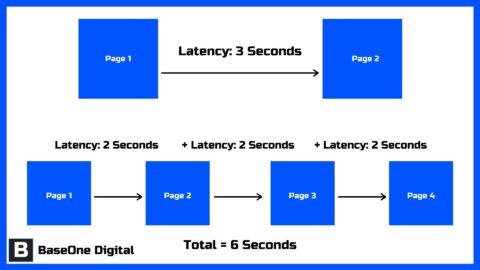 Latency: 3 Seconds
Page 1
Page 2
Latency: 2 Seconds + Latency: 2 Seconds + Latency: 2 Seconds
Page 1 Page 2 Page 3 Page 4
Total = 6 Seconds
B BaseOne Digital